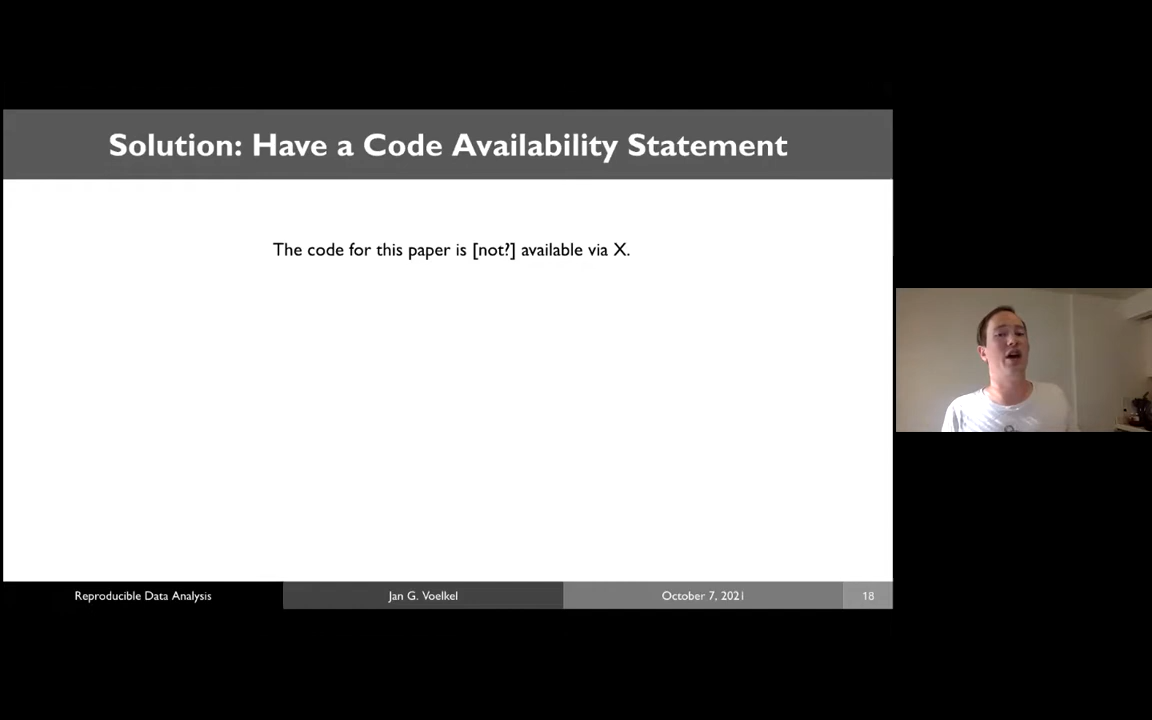 Solution: Have a Code Availability Statement
The code for this paper is [not?] available via X.
Reproducible Data Analysis
Jan G. Voelkel
October 7, 2021
18